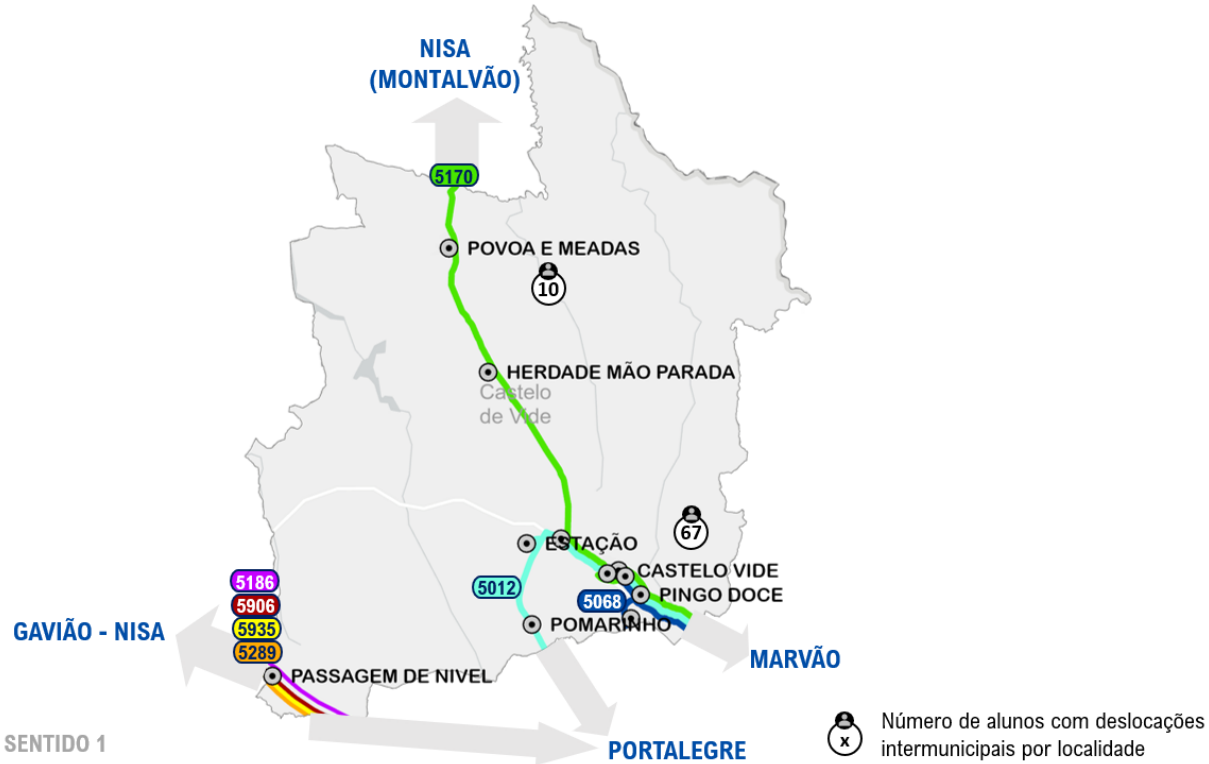 NISA
(MONTALVÃO)
5170
POVOA E MEADAS
10
HERDADE MÃO PARADA
Castelo
de Vide
67
ESTAÇÃO
CASTELO VIDE
5186
5012
PINGO DOCE
5906
5068
GAVIÃO - NISA
5935
POMARINHO
5289
MARVÃO
PASSAGEM DE NIVEL
SENTIDO 1
PORTALEGRE
x
Número de alunos com deslocações
intermunicipais por localidade